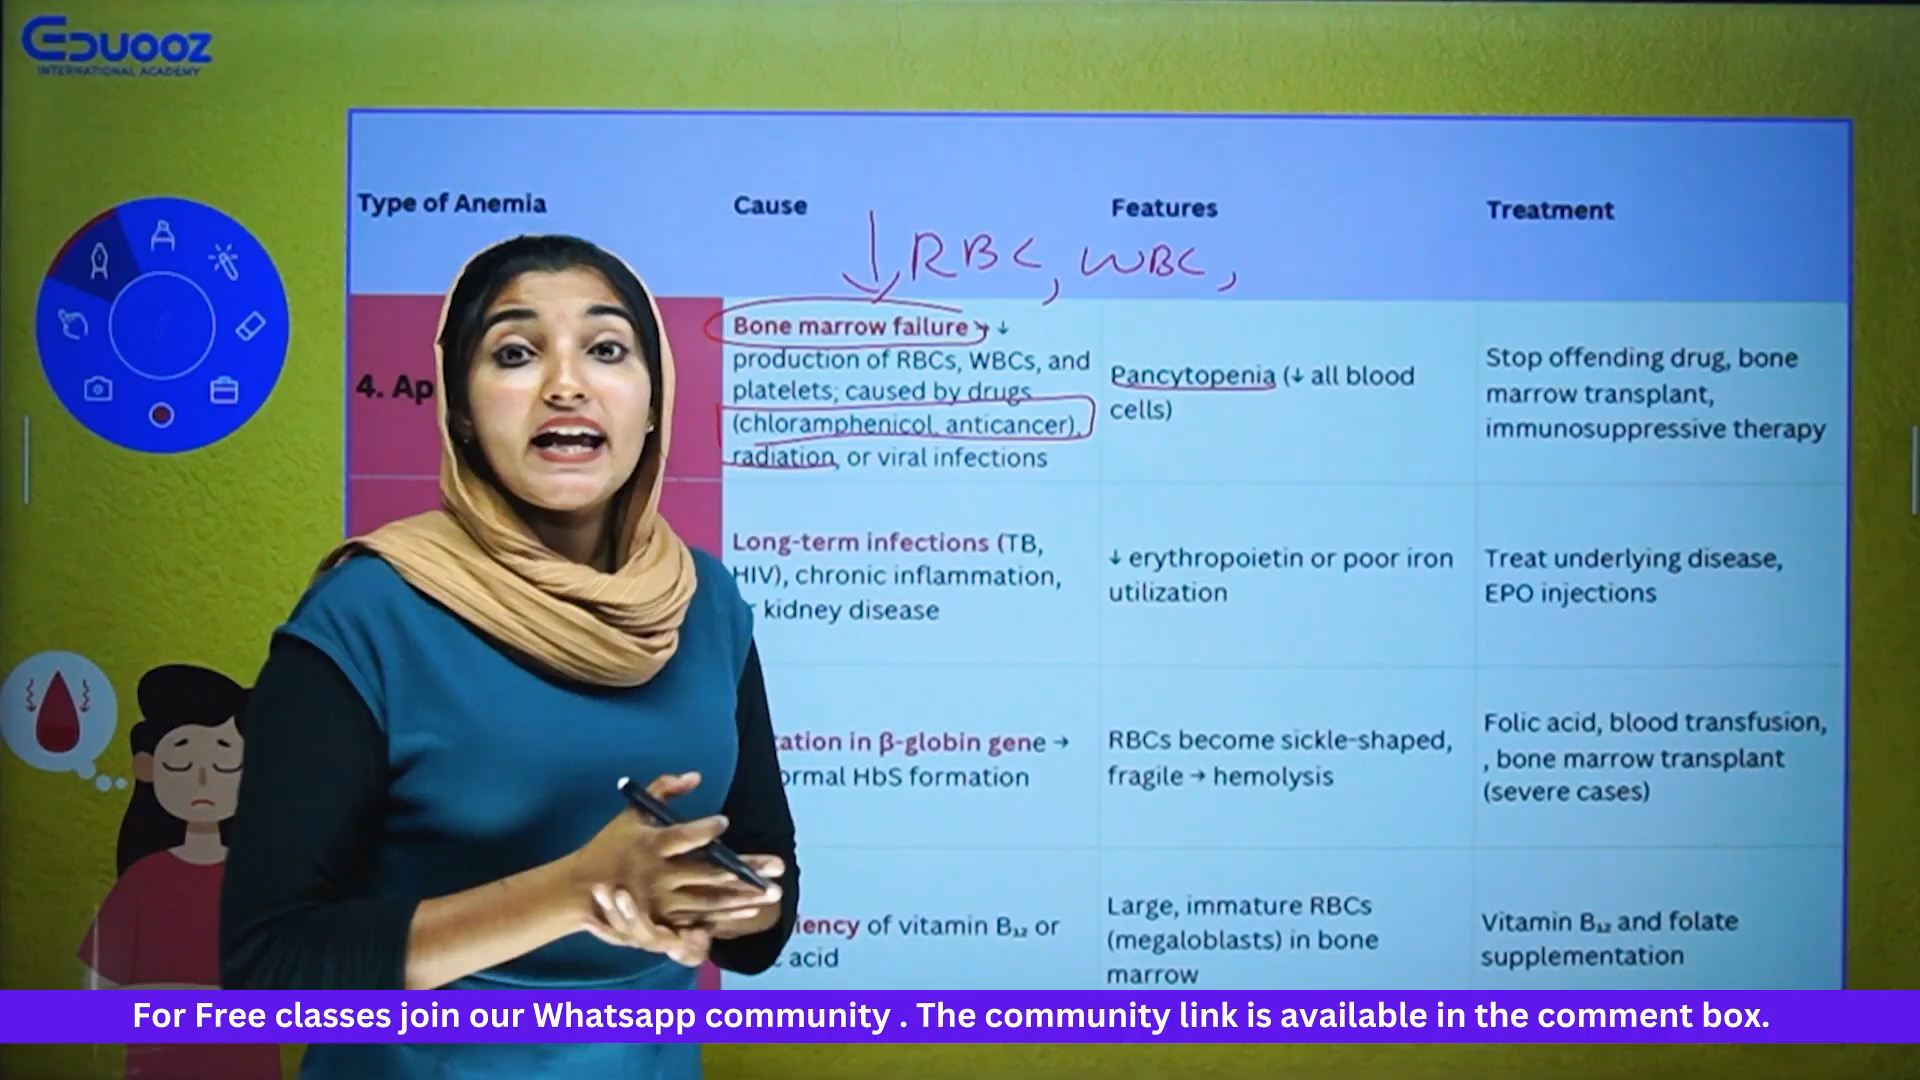 EDUOOZ
INTERNATIONAL ACADEMY
Type of Anemia
Cause
Features
Treatment
↓ RBC, WBC,
4. Ap
Bone marrow failure → ↓
production of RBCs, WBCs, and
platelets; caused by drugs
(chloramphenicol, anticancer),
radiation, or viral infections
Pancytopenia (↓ all blood
cells)
Stop offending drug, bone
marrow transplant,
immunosuppressive therapy
Long-term infections (TB,
HIV), chronic inflammation,
kidney disease
↓ erythropoietin or poor iron
utilization
Treat underlying disease,
EPO injections
ation in β-globin gene →
ormal HbS formation
RBCs become sickle-shaped,
fragile → hemolysis
Folic acid, blood transfusion,
, bone marrow transplant
(severe cases)
iency of vitamin B₁₂ or
acid
Large, immature RBCs
(megaloblasts) in bone
marrow
Vitamin B₁₂ and folate
supplementation
For Free classes join our Whatsapp community . The community link is available in the comment box.